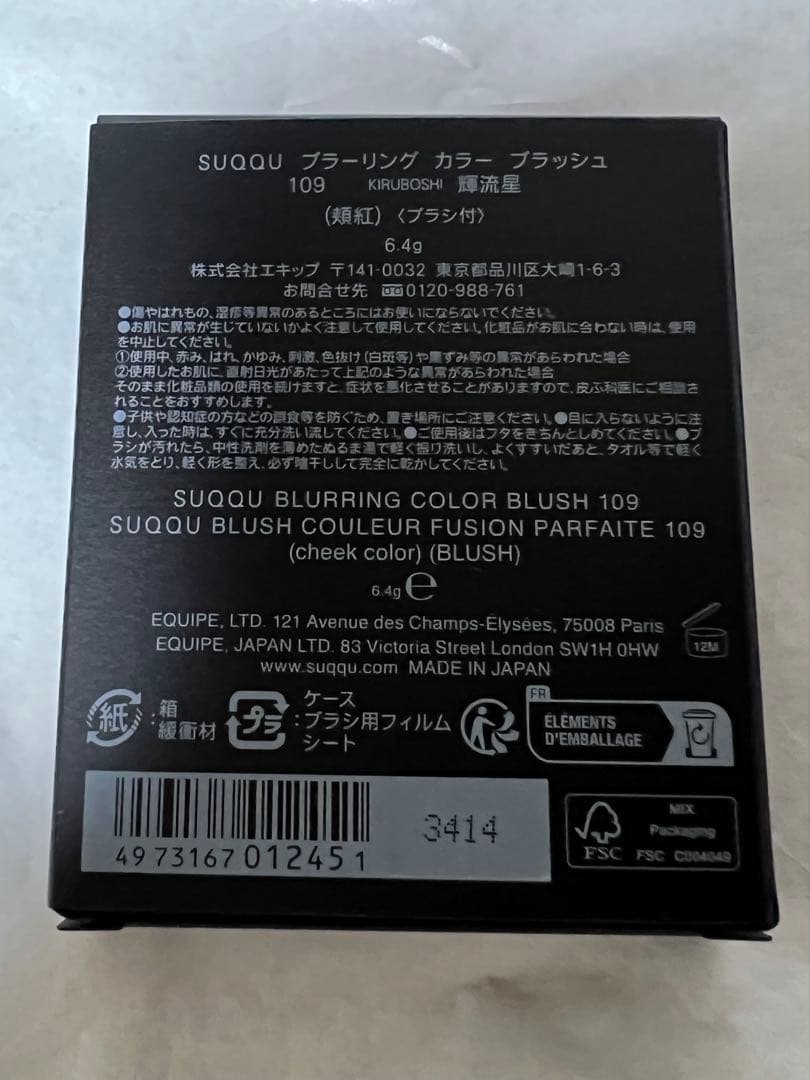 SUQQU ブラーリング カラー ブラッシュ
109 KIRUBOSHI 輝流星
(頬紅)〈ブラシ付〉
6.4g
株式会社エキップ 〒141-0032 東京都品川区大崎1-6-3
お問合せ先 0120-988-761
●傷やはれもの、湿疹等異常のあるところにはお使いにならないでください。
●お肌に異常が生じていないかよく注意して使用してください。化粧品がお肌に合わない時は、使用
を中止してください。
①使用中、赤み、はれ、かゆみ、刺激、色抜け(白斑等)や黒ずみ等の異常があらわれた場合
②使用したお肌に、直射日光があたって上記のような異常があらわれた場合
そのまま化粧品類の使用を続けますと、症状を悪化させることがありますので、皮ふ科医にご相談さ
れることをおすすめします。
●子供や認知症の方などの誤食等を防ぐため、置き場所にご注意ください。●目に入らないように注
意し、入った時は、すぐに充分洗い流してください。●ご使用後はフタをきちんとしめてください。●ブ
ラシが汚れたら、中性洗剤を薄めたぬるま湯で軽く振り洗いし、よくすすいだあと、タオル等で軽く
水気をとり、軽く形を整え、必ず陰干しして完全に乾かしてください。
SUQQU BLURRING COLOR BLUSH 109
SUQQU BLUSH COULEUR FUSION PARFAITE 109
(cheek color) (BLUSH)
6.4g ℮
EQUIPE, LTD. 121 Avenue des Champs-Élysées, 75008 Paris
EQUIPE, JAPAN LTD. 83 Victoria Street London SW1H 0HW
www.suqqu.com MADE IN JAPAN
12M
紙 : 箱
緩衝材
プラ : ケース
ブラシ用フィルム
シート
FR
ÉLÉMENTS
D'EMBALLAGE
4973167012451
3414
FSC
MIX
Packaging
FSC C004049